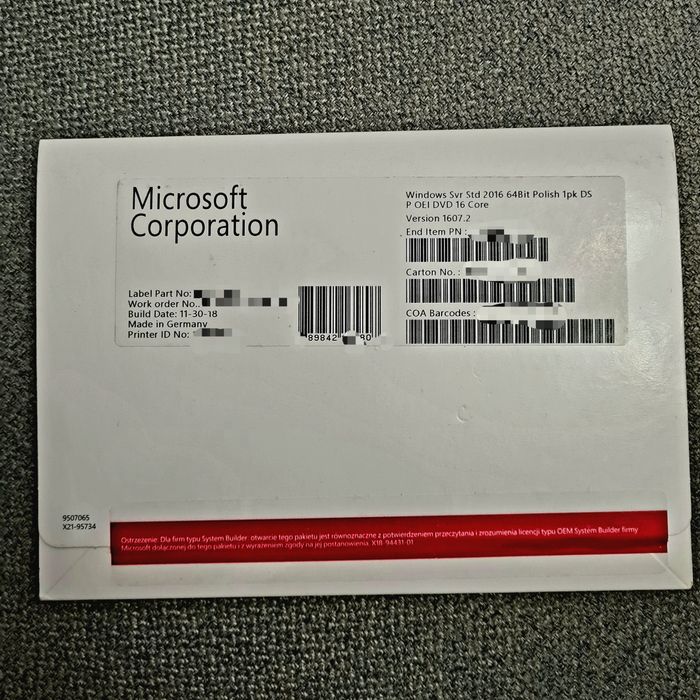 Microsoft
Corporation
Label Part No:
Work order No.:
Build Date: 11-30-18
Made in Germany
Printer ID No:
89842
80
Windows Svr Std 2016 64Bit Polish 1pk DS
P OEI DVD 16 Core
Version 1607.2
End Item PN :
Carton No. :
COA Barcodes :
9507065
X21-95734
Ostrzeżenie: Dla firm typu System Builder otwarcie tego pakietu jest równoznaczne z potwierdzeniem przeczytania i zrozumienia licencji typu OEM System Builder firmy
Microsoft dołączonej do tego pakietu i z wyrażeniem zgody na jej postanowienia. X18-94431-01